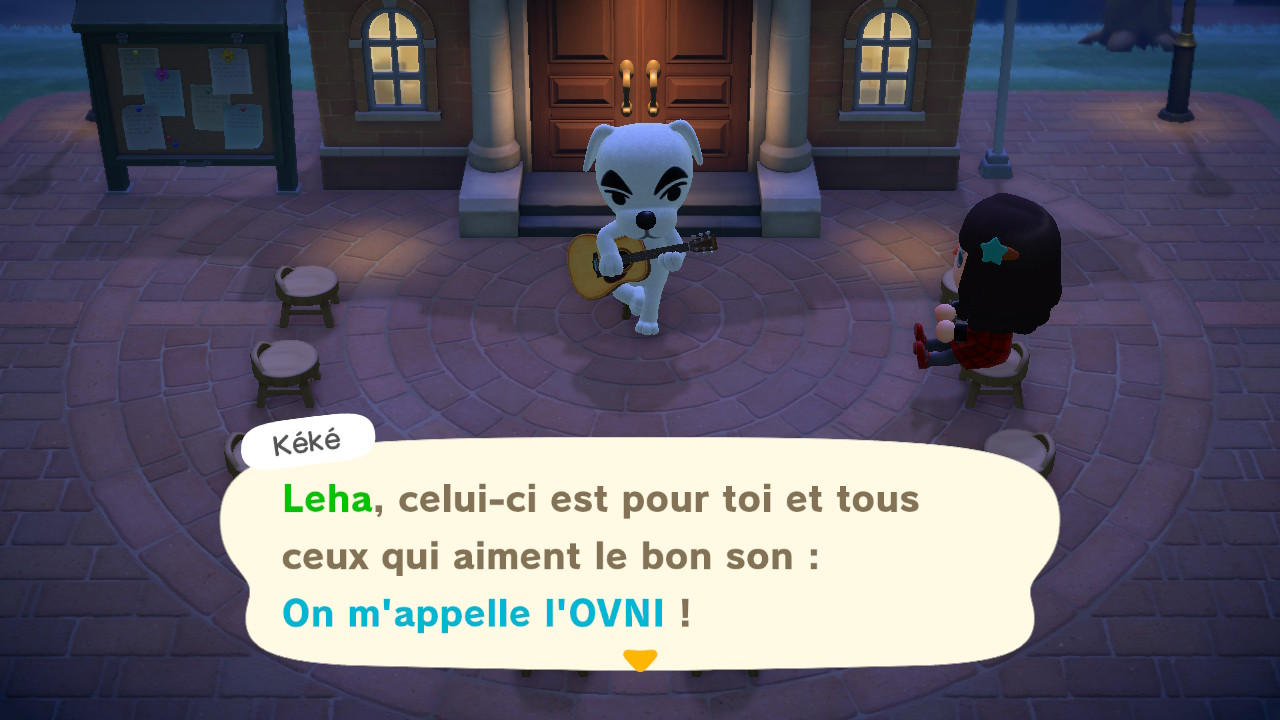 Kéké
Leha, celui-ci est pour toi et tous
ceux qui aiment le bon son :
On m'appelle l'OVNI !